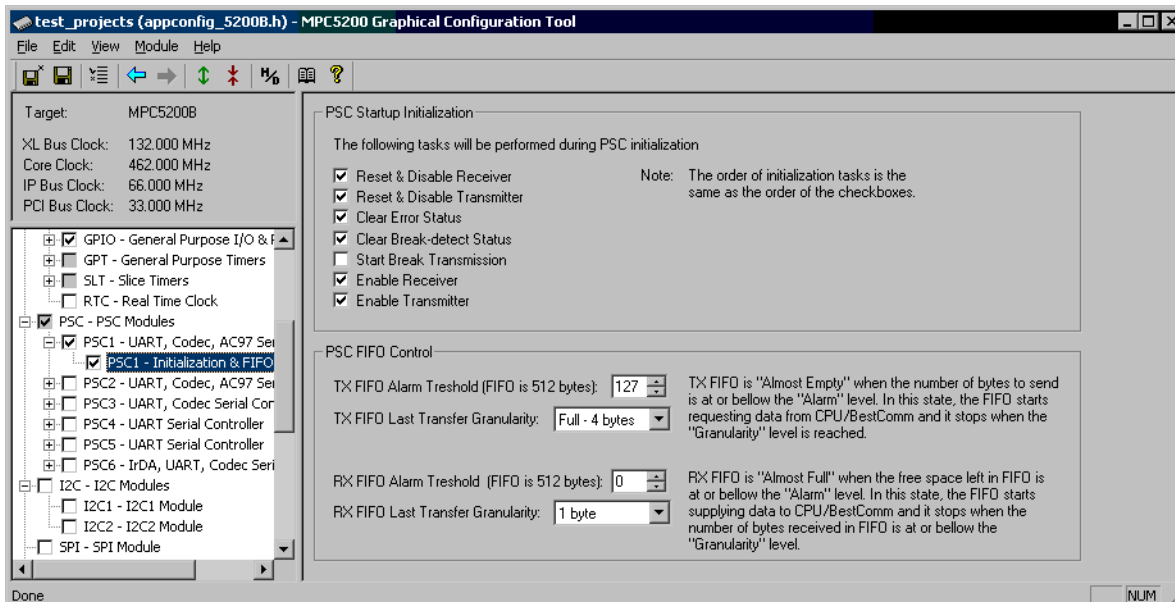 test_projects (appconfig_5200B.h) - MPC5200 Graphical Configuration Tool
File Edit View Module Help
Target: MPC5200B
XL Bus Clock: 132.000 MHz
Core Clock: 462.000 MHz
IP Bus Clock: 66.000 MHz
PCI Bus Clock: 33.000 MHz
GPIO - General Purpose I/O &
GPT - General Purpose Timers
SLT - Slice Timers
RTC - Real Time Clock
PSC - PSC Modules
PSC1 - UART, Codec, AC97 Ser
PSC1 - Initialization & FIFO
PSC2 - UART, Codec, AC97 Ser
PSC3 - UART, Codec Serial Cor
PSC4 - UART Serial Controller
PSC5 - UART Serial Controller
PSC6 - IrDA, UART, Codec Seri
I2C - I2C Modules
I2C1 - I2C1 Module
I2C2 - I2C2 Module
SPI - SPI Module
PSC Startup Initialization
The following tasks will be performed during PSC initialization
Reset & Disable Receiver
Reset & Disable Transmitter
Clear Error Status
Clear Break-detect Status
Start Break Transmission
Enable Receiver
Enable Transmitter
Note: The order of initialization tasks is the
same as the order of the checkboxes.
PSC FIFO Control
TX FIFO Alarm Treshold (FIFO is 512 bytes): 127
TX FIFO Last Transfer Granularity: Full - 4 bytes
TX FIFO is "Almost Empty" when the number of bytes to send
is at or bellow the "Alarm" level. In this state, the FIFO starts
requesting data from CPU/BestComm and it stops when the
"Granularity" level is reached.
RX FIFO Alarm Treshold (FIFO is 512 bytes): 0
RX FIFO Last Transfer Granularity: 1 byte
RX FIFO is "Almost Full" when the free space left in FIFO is
at or bellow the "Alarm" level. In this state, the FIFO starts
supplying data to CPU/BestComm and it stops when the
number of bytes received in FIFO is at or bellow the
"Granularity" level.
Done
NUM